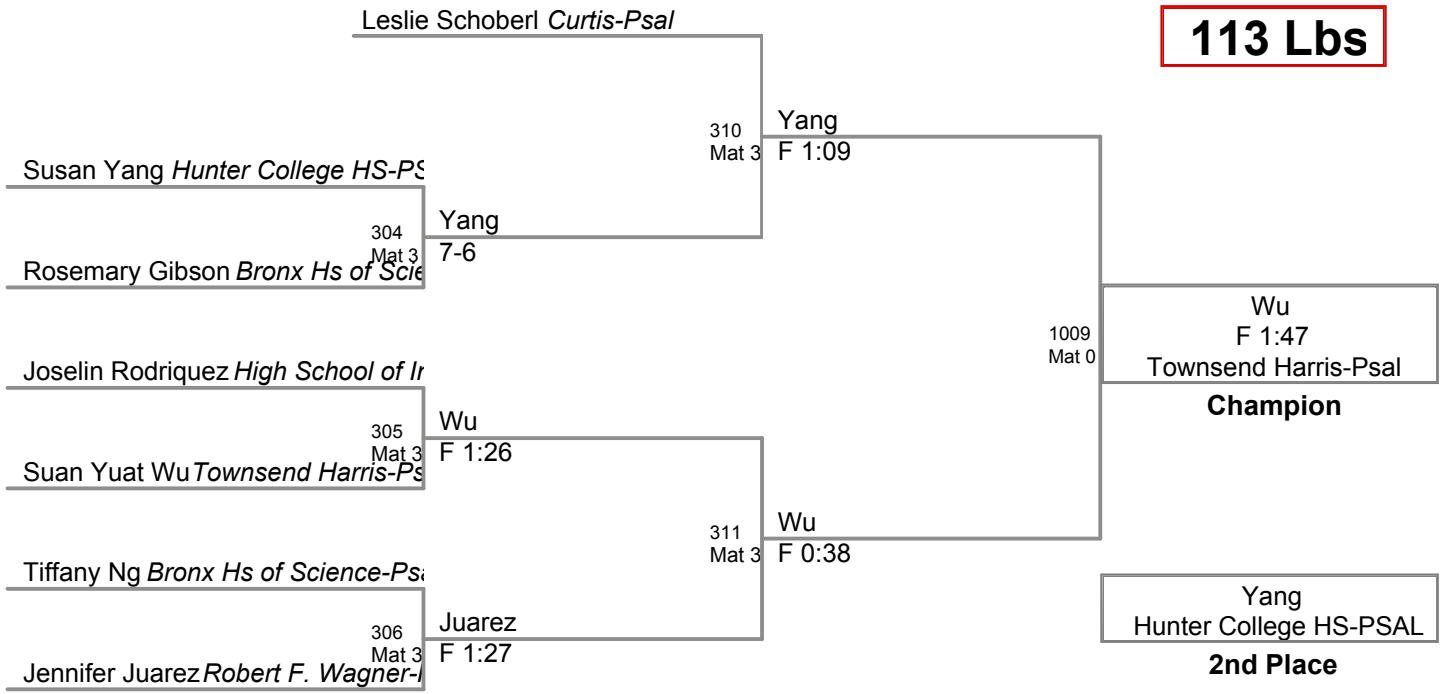 Leslie Schoberl Curtis-Psal
113 Lbs
310
Mat 3
Yang
F 1:09
Susan Yang Hunter College HS-PS
304
Mat 3
Yang
7-6
Rosemary Gibson Bronx Hs of Scie
1009
Mat 0
Wu
F 1:47
Townsend Harris-Psal
Champion
Joselin Rodriquez High School of
305
Mat 3
Wu
F 1:26
Suan Yuat Wu Townsend Harris-Ps
311
Mat 3
Wu
F 0:38
Tiffany Ng Bronx Hs of Science-Psa
306
Mat 3
Juarez
F 1:27
Jennifer Juarez Robert F. Wagner-
Yang
Hunter College HS-PSAL
2nd Place